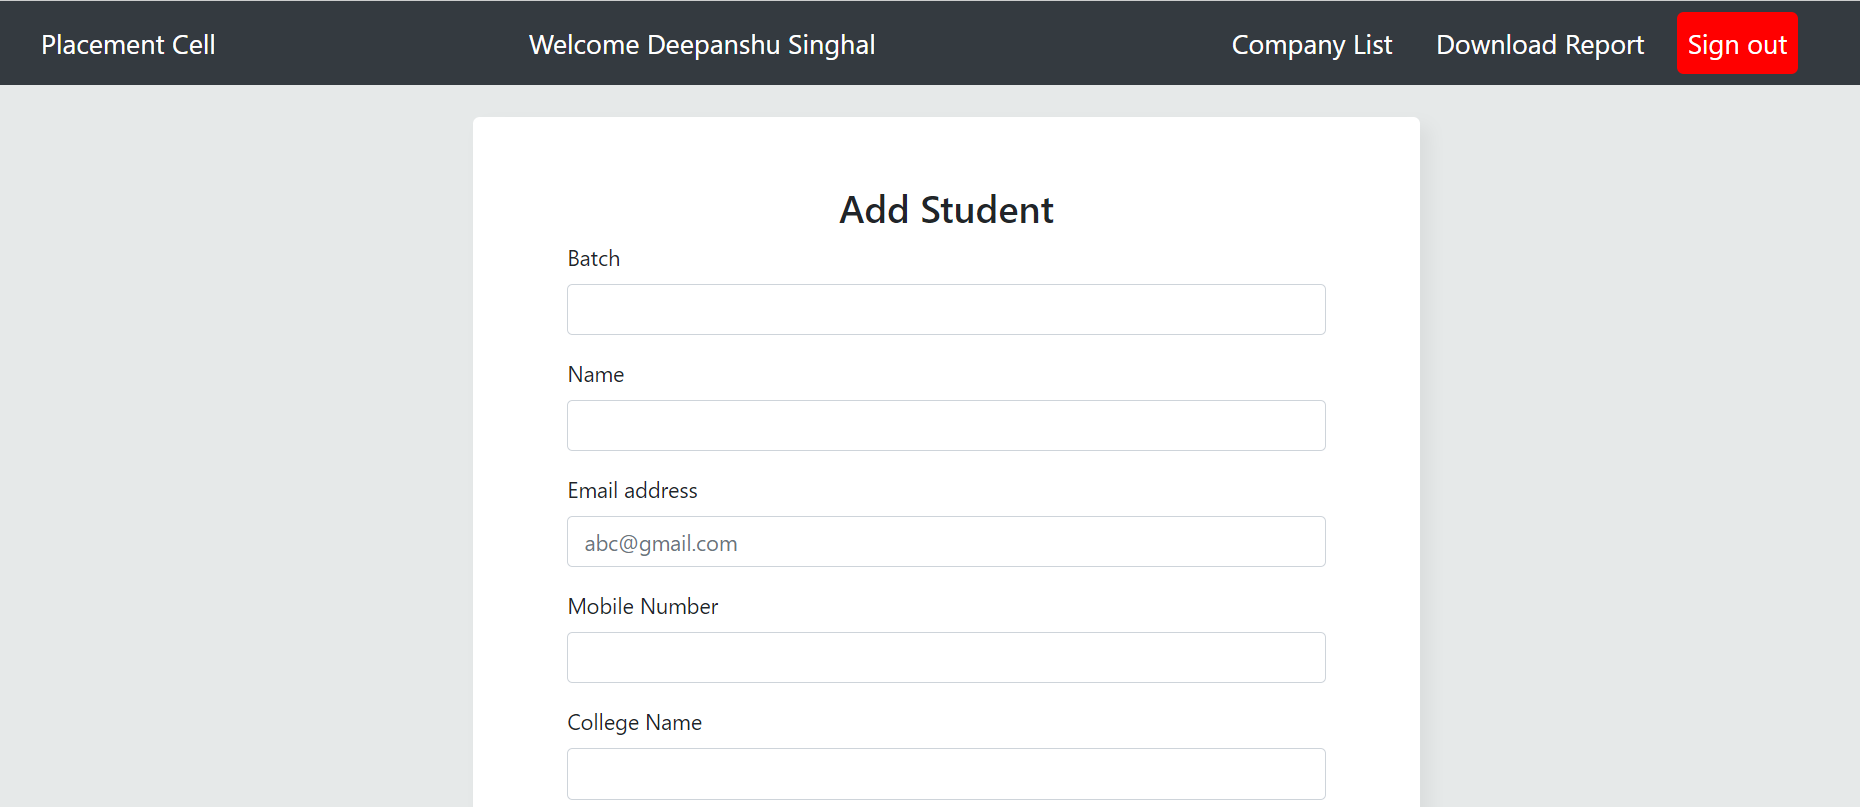 Placement Cell Welcome Deepanshu Singhal Company List Download Report Sign out
Add Student
Batch
Name
Email address
abc@gmail.com
Mobile Number
College Name